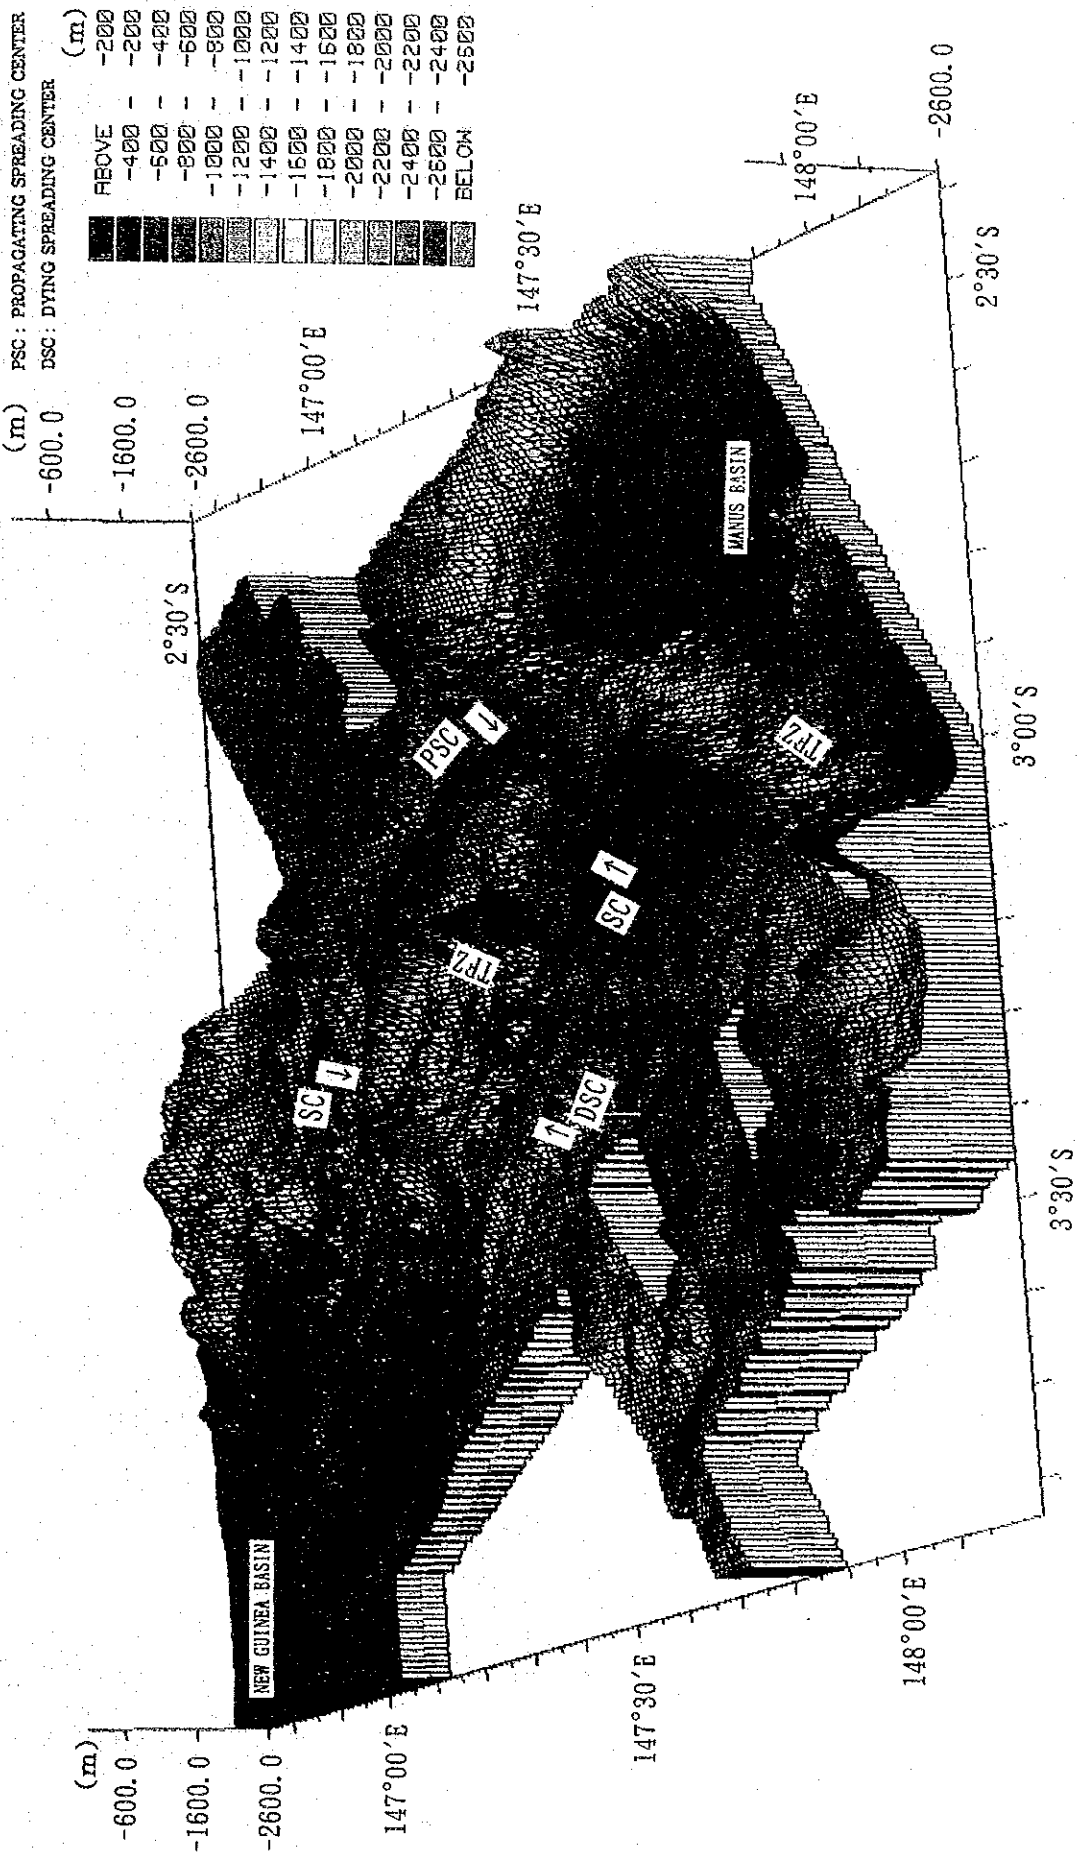 (m)
PSC: PROPAGATING SPREADING CENTER
-600.0
DSC: DYING SPREADING CENTER
(m)
ABOVE -200
-400 - -200
-600 - -400
-800 - -600
-1000 - -800
-1200 - -1000
-1400 - -1200
-1600 - -1400
-1800 - -1600
-2000 - -1800
-2200 - -2000
-2400 - -2200
-2600 - -2400
BELOW -2600
-1600.0
-2600.0
(m)
-600.0
-1600.0
-2600.0
2°30′S
147°00′E
147°30′E
148°00′E
-2600.0
NEW GUINEA BASIN
SC
↓
PSC
↓
TFZ
↑
DSC
SC
↑
MANUS BASIN
TFZ
147°00′E
147°30′E
148°00′E
2°30′S
3°00′S
3°30′S